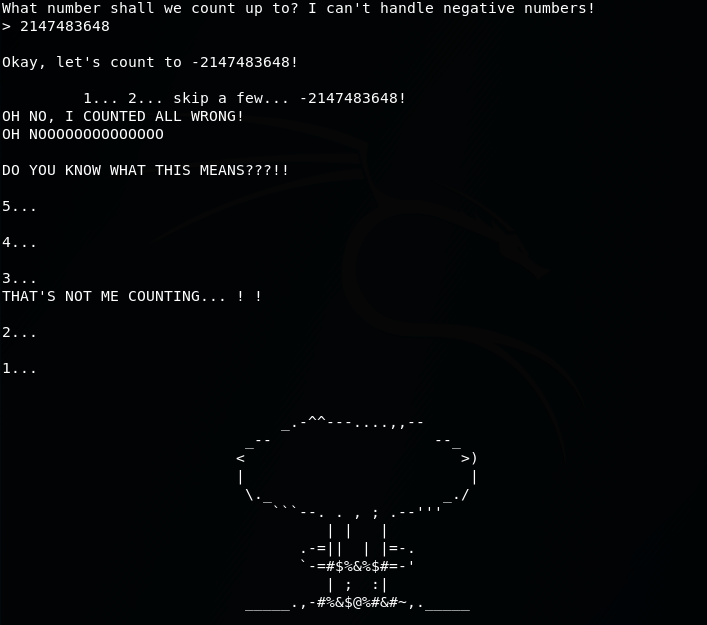 What number shall we count up to? I can't handle negative numbers!
> 2147483648

Okay, let's count to -2147483648!

         1... 2... skip a few... -2147483648!
OH NO, I COUNTED ALL WRONG!
OH NOOOOOOOOOOOOOO

DO YOU KNOW WHAT THIS MEANS???!!

5...

4...

3...
THAT'S NOT ME COUNTING... ! !

2...

1...


                               _.-^^---....,,--
                           _--                  --_
                          <                        >)
                          |                         |
                           \._                   _./
                              ```--. . , ; .--'''
                                    | |   |
                                 .-=||  | |=-.
                                 `-=#$%&%$#=-'
                                    | ;  :|
                           _____.,-#%&$@%#&#~,._____